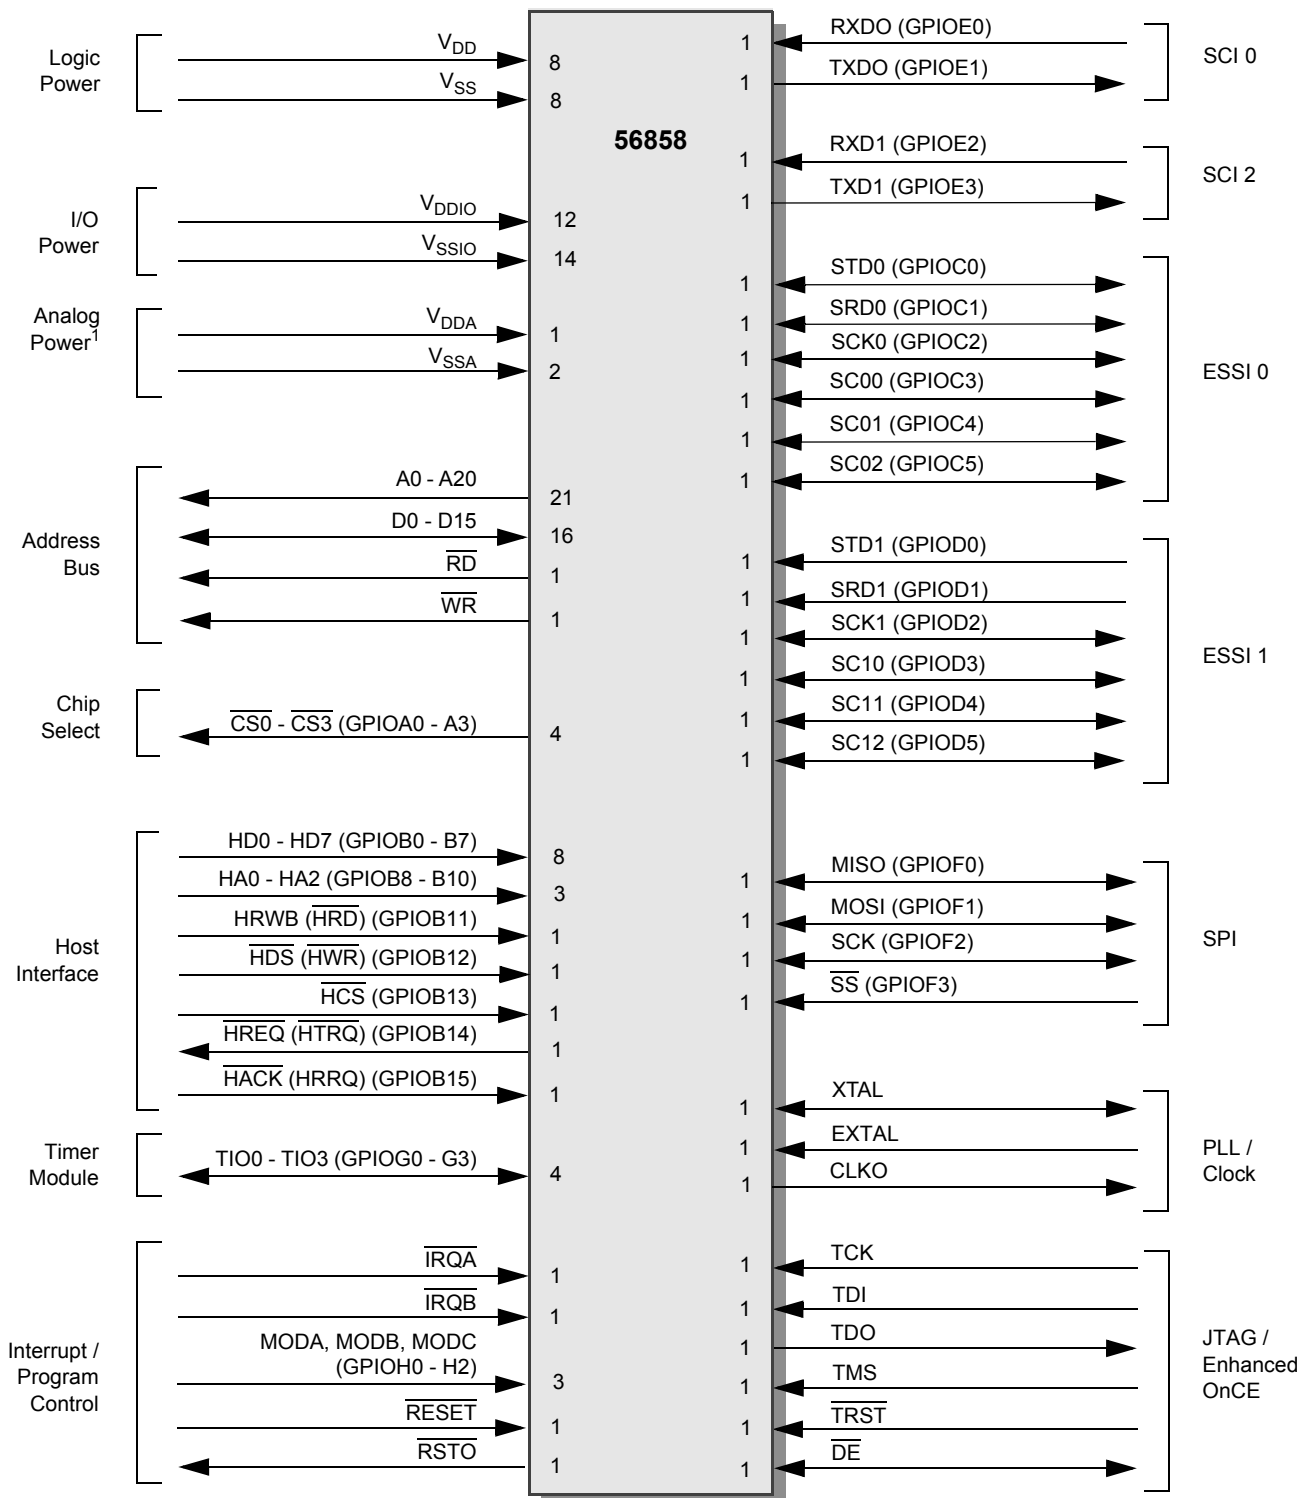 56858
Logic
Power
V_DD
8
V_SS
8
I/O
Power
V_DDIO
12
V_SSIO
14
Analog
Power¹
V_DDA
1
V_SSA
2
Address
Bus
A0 - A20
21
D0 - D15
16
RD
1
WR
1
Chip
Select
CS0 - CS3 (GPIOA0 - A3)
4
Host
Interface
HD0 - HD7 (GPIOB0 - B7)
8
HA0 - HA2 (GPIOB8 - B10)
3
HRWB (HRD) (GPIOB11)
1
HDS (HWR) (GPIOB12)
1
HCS (GPIOB13)
1
HREQ (HTRQ) (GPIOB14)
1
HACK (HRRQ) (GPIOB15)
1
Timer
Module
TIO0 - TIO3 (GPIOG0 - G3)
4
Interrupt /
Program
Control
IRQA
1
IRQB
1
MODA, MODB, MODC
(GPIOH0 - H2)
3
RESET
1
RSTO
1
1
RXDO (GPIOE0)
1
TXDO (GPIOE1)
SCI 0
1
RXD1 (GPIOE2)
1
TXD1 (GPIOE3)
SCI 2
1
STD0 (GPIOC0)
1
SRD0 (GPIOC1)
1
SCK0 (GPIOC2)
1
SC00 (GPIOC3)
1
SC01 (GPIOC4)
1
SC02 (GPIOC5)
ESSI 0
1
STD1 (GPIOD0)
1
SRD1 (GPIOD1)
1
SCK1 (GPIOD2)
1
SC10 (GPIOD3)
1
SC11 (GPIOD4)
1
SC12 (GPIOD5)
ESSI 1
1
MISO (GPIOF0)
1
MOSI (GPIOF1)
1
SCK (GPIOF2)
1
SS (GPIOF3)
SPI
1
XTAL
1
EXTAL
1
CLKO
PLL /
Clock
1
TCK
1
TDI
1
TDO
1
TMS
1
TRST
1
DE
JTAG /
Enhanced
OnCE